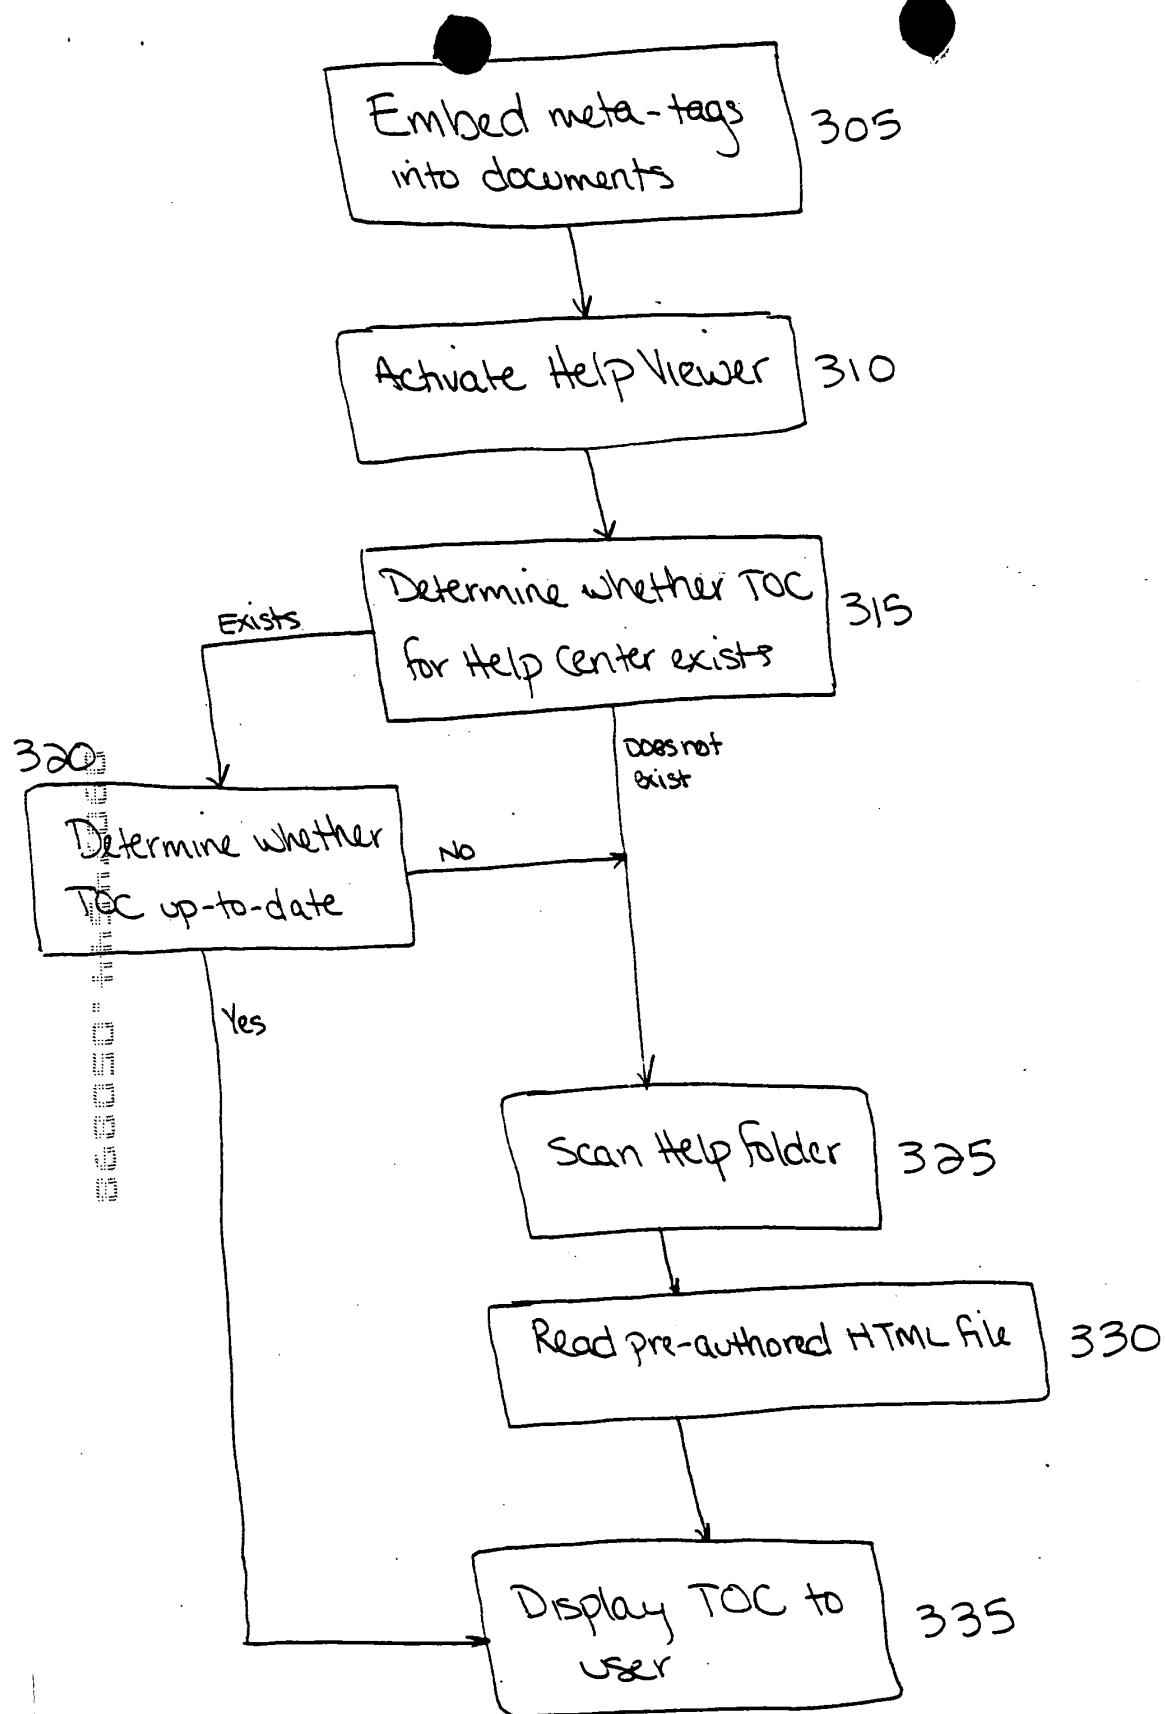 Embed meta-tags
into documents
305
Activate Help Viewer
310
Determine whether TOC
for Help Center exists
315
Exists
Does not
exist
320
Determine whether
TOC up-to-date
No
Yes
Scan Help folder
325
Read pre-authored HTML file
330
Display TOC to
user
335